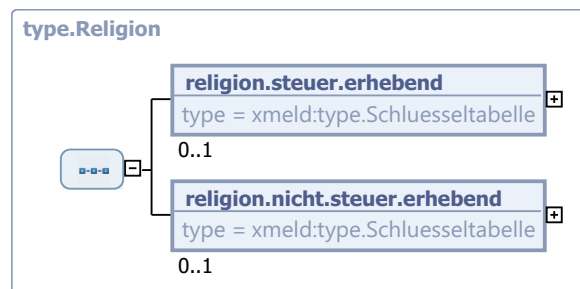 type.Religion
religion.steuer.erhebend
type = xmeld:type.Schluesseltabelle
0..1
religion.nicht.steuer.erhebend
type = xmeld:type.Schluesseltabelle
0..1